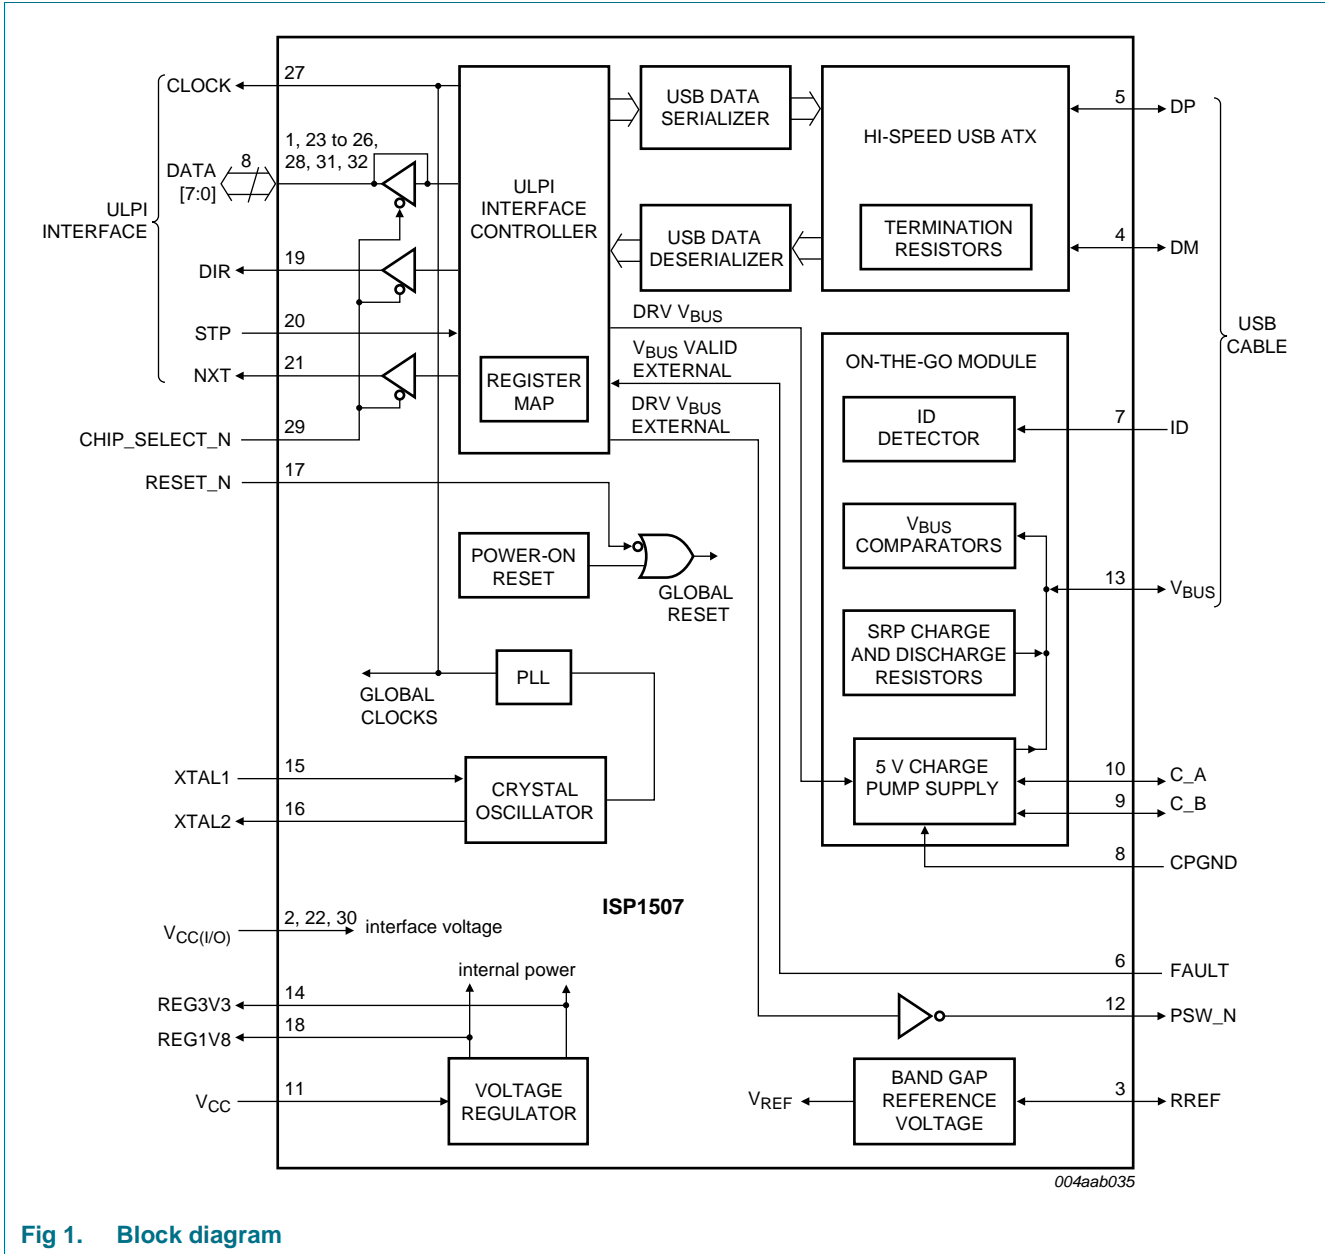 27
CLOCK
1, 23 to 26,
28, 31, 32
8
DATA
[7:0]
ULPI
INTERFACE
19
DIR
20
STP
21
NXT
29
CHIP_SELECT_N
17
RESET_N
ULPI
INTERFACE
CONTROLLER
REGISTER
MAP
USB DATA
SERIALIZER
USB DATA
DESERIALIZER
HI-SPEED USB ATX
TERMINATION
RESISTORS
5
DP
4
DM
USB
CABLE
DRV VBUS
VBUS VALID
EXTERNAL
DRV VBUS
EXTERNAL
ON-THE-GO MODULE
ID
DETECTOR
7
ID
VBUS
COMPARATORS
13
VBUS
SRP CHARGE
AND DISCHARGE
RESISTORS
5 V CHARGE
PUMP SUPPLY
10
C_A
9
C_B
8
CPGND
POWER-ON
RESET
GLOBAL
RESET
PLL
GLOBAL
CLOCKS
15
XTAL1
16
XTAL2
CRYSTAL
OSCILLATOR
ISP1507
2, 22, 30
VCC(I/O)
interface voltage
internal power
14
REG3V3
18
REG1V8
11
VCC
VOLTAGE
REGULATOR
6
FAULT
12
PSW_N
VREF
BAND GAP
REFERENCE
VOLTAGE
3
RREF
004aab035
Fig 1. Block diagram